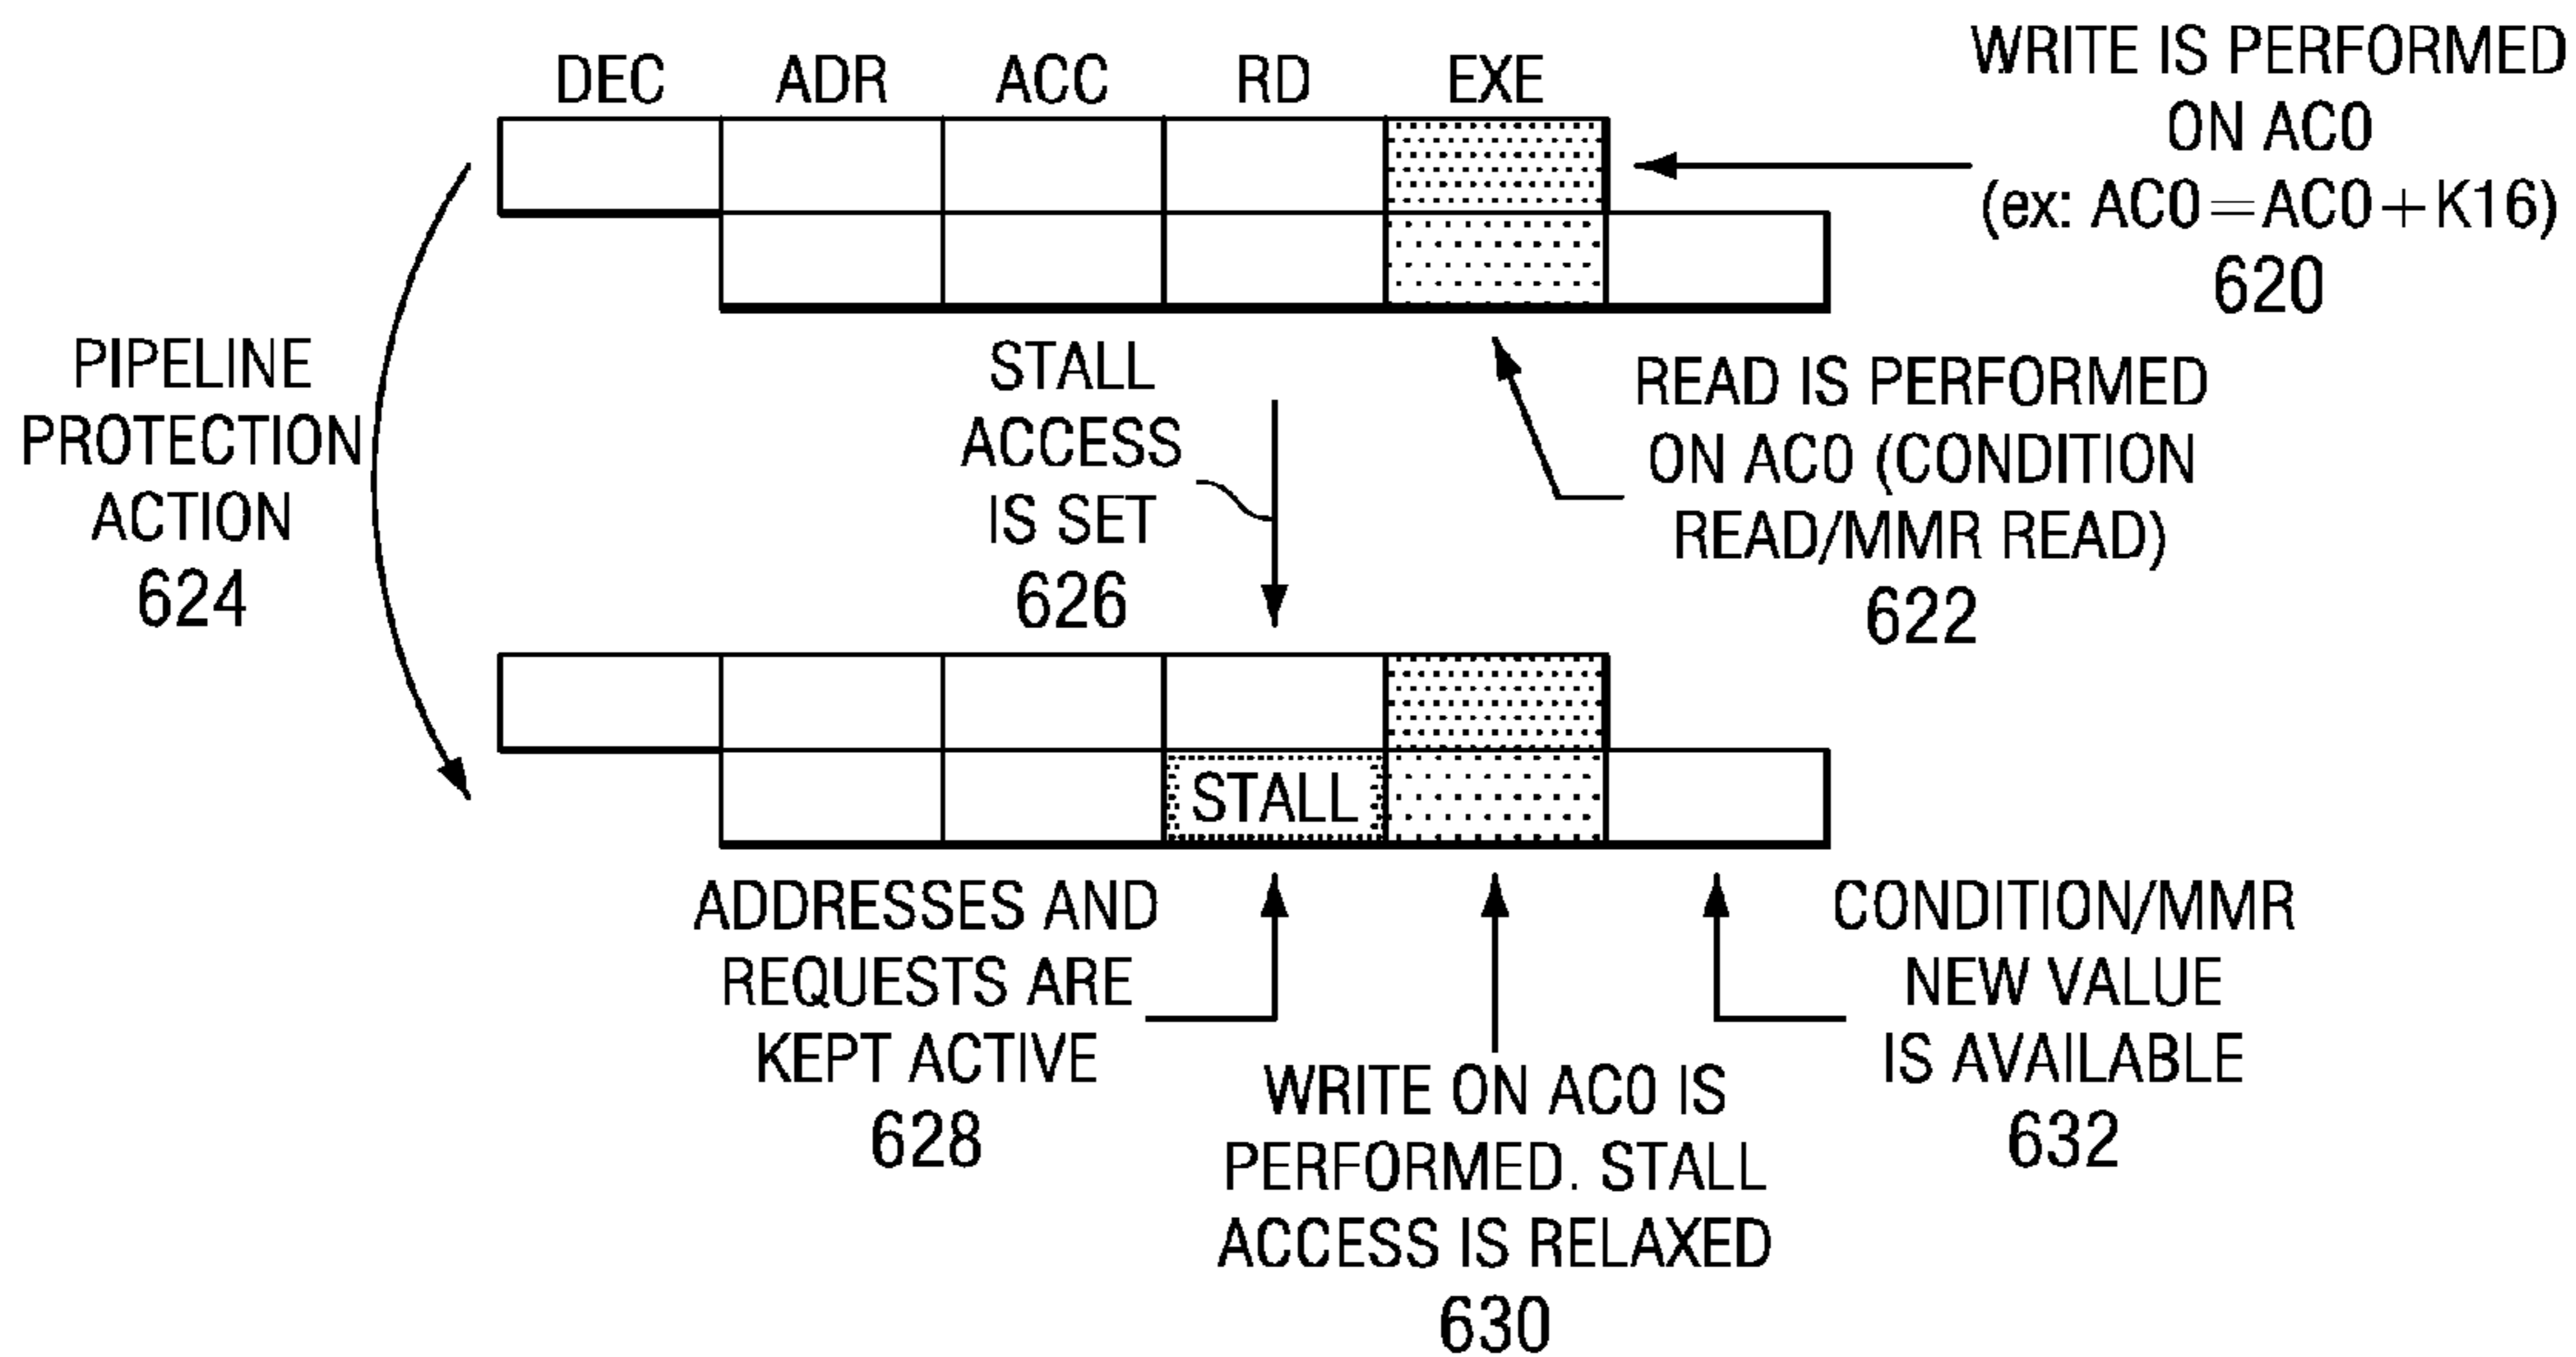 DEC ADR ACC RD EXE
WRITE IS PERFORMED
ON AC0
(ex: AC0=AC0+K16)
620
PIPELINE
PROTECTION
ACTION
624
STALL
ACCESS
IS SET
626
READ IS PERFORMED
ON AC0 (CONDITION
READ/MMR READ)
622
STALL
ADDRESSES AND
REQUESTS ARE
KEPT ACTIVE
628
WRITE ON AC0 IS
PERFORMED. STALL
ACCESS IS RELAXED
630
CONDITION/MMR
NEW VALUE
IS AVAILABLE
632